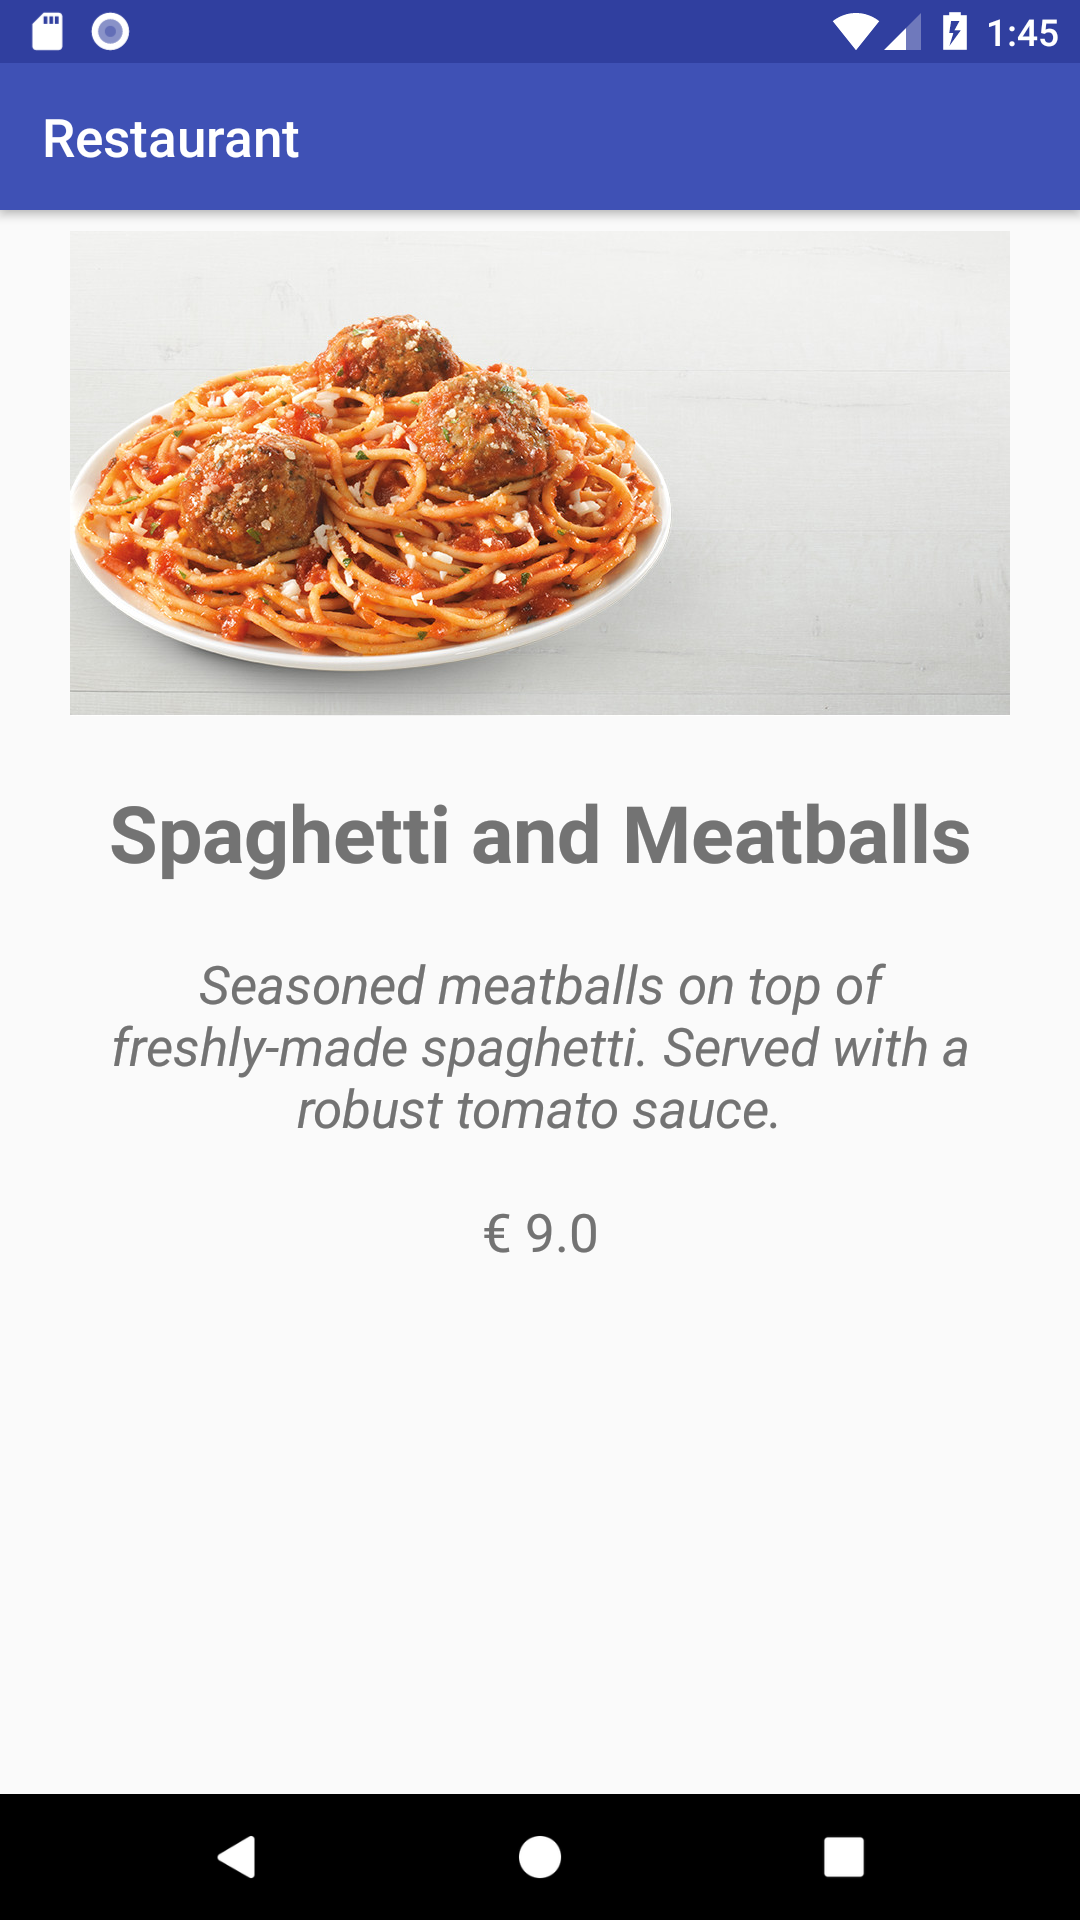 1:45
Restaurant
Spaghetti and Meatballs
Seasoned meatballs on top of
freshly-made spaghetti. Served with a
robust tomato sauce.
€ 9.0